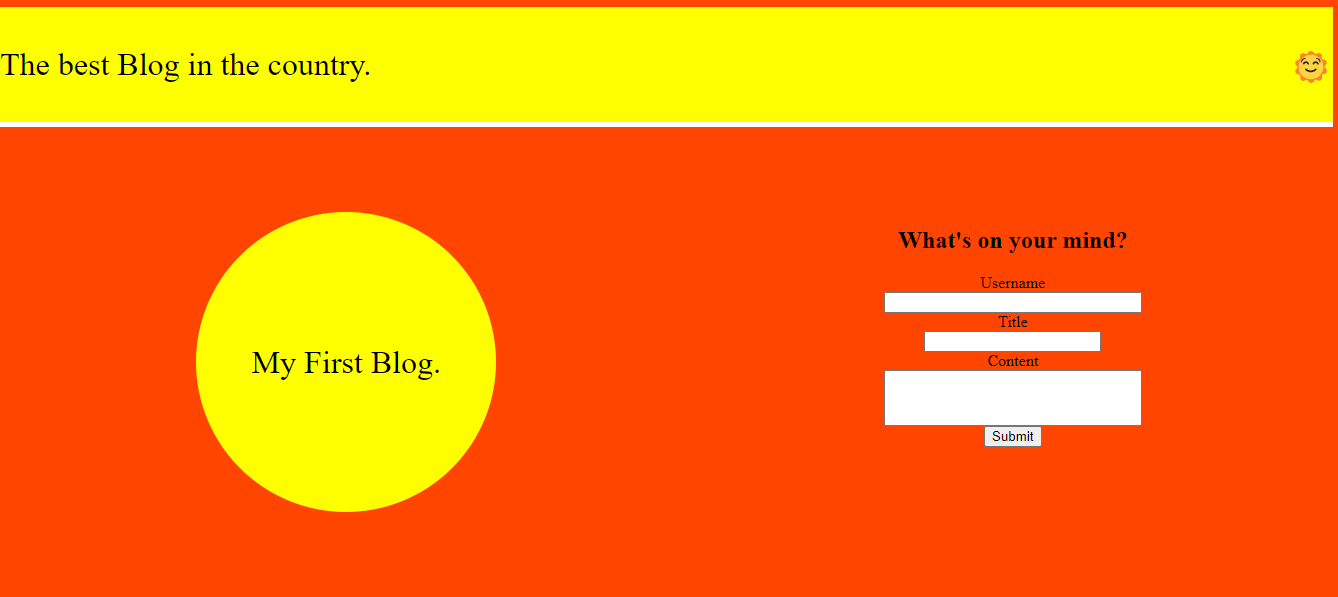 The best Blog in the country.
My First Blog.
What's on your mind?
Username
Title
Content
Submit